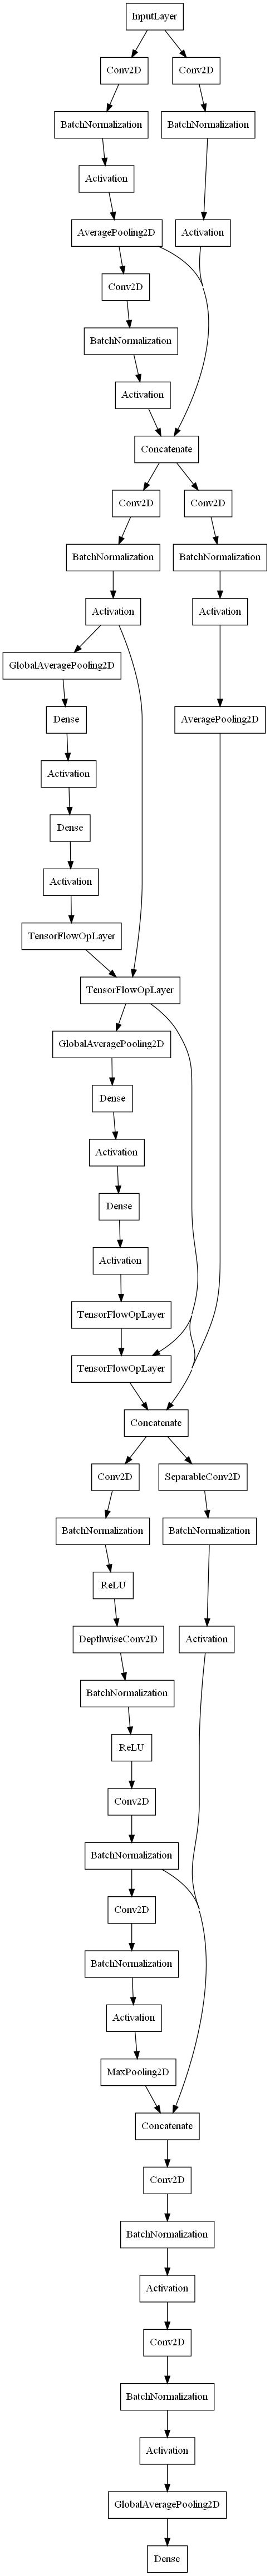 InputLayer
Conv2D
Conv2D
BatchNormalization
BatchNormalization
Activation
AveragePooling2D
Activation
Conv2D
BatchNormalization
Activation
Concatenate
Conv2D
Conv2D
BatchNormalization
BatchNormalization
Activation
Activation
GlobalAveragePooling2D
Dense
AveragePooling2D
Activation
Dense
Activation
TensorFlowOpLayer
TensorFlowOpLayer
GlobalAveragePooling2D
Dense
Activation
Dense
Activation
TensorFlowOpLayer
TensorFlowOpLayer
Concatenate
Conv2D
SeparableConv2D
BatchNormalization
BatchNormalization
ReLU
DepthwiseConv2D
Activation
BatchNormalization
ReLU
Conv2D
BatchNormalization
Conv2D
BatchNormalization
Activation
MaxPooling2D
Concatenate
Conv2D
BatchNormalization
Activation
Conv2D
BatchNormalization
Activation
GlobalAveragePooling2D
Dense